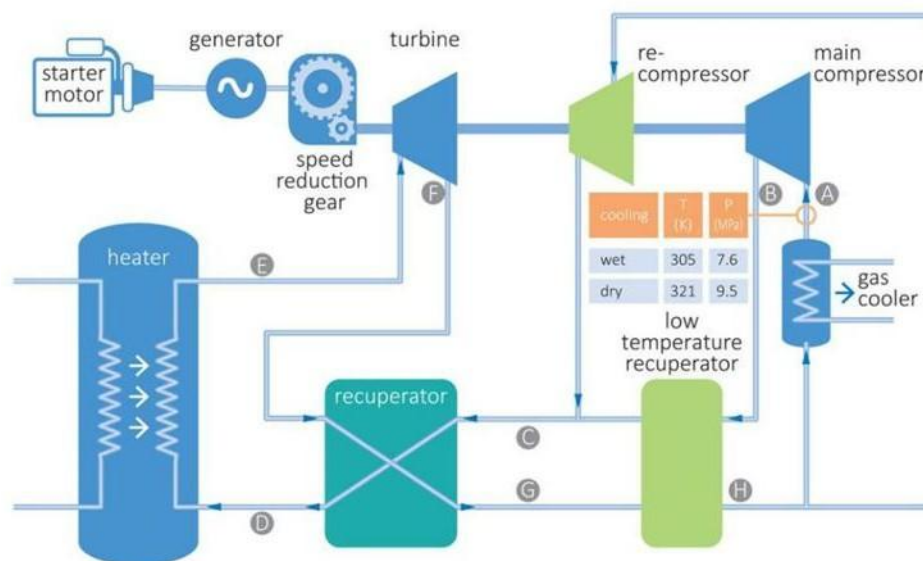 generator
turbine
re-
compressor
main
compressor
starter
motor
speed
reduction
gear
F
B
A
cooling
T
(K)
P
(MPa)
wet
305
7.6
dry
321
9.5
heater
E
gas
cooler
low
temperature
recuperator
recuperator
C
G
H
D